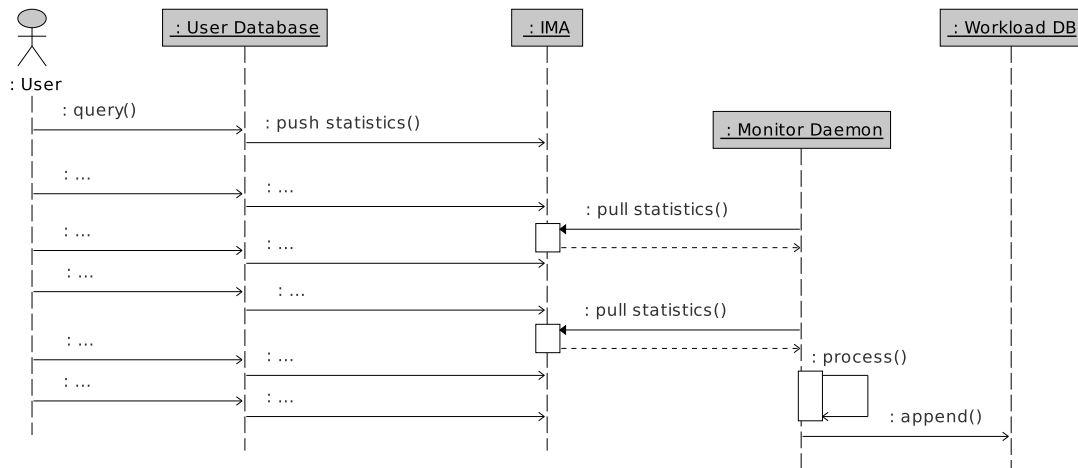 : User Database
: IMA
: Workload DB
: User
: query()
: push statistics()
: Monitor Daemon
: ...
: ...
: pull statistics()
: ...
: ...
: ...
: ...
: pull statistics()
: ...
: ...
: process()
: ...
: ...
: append()